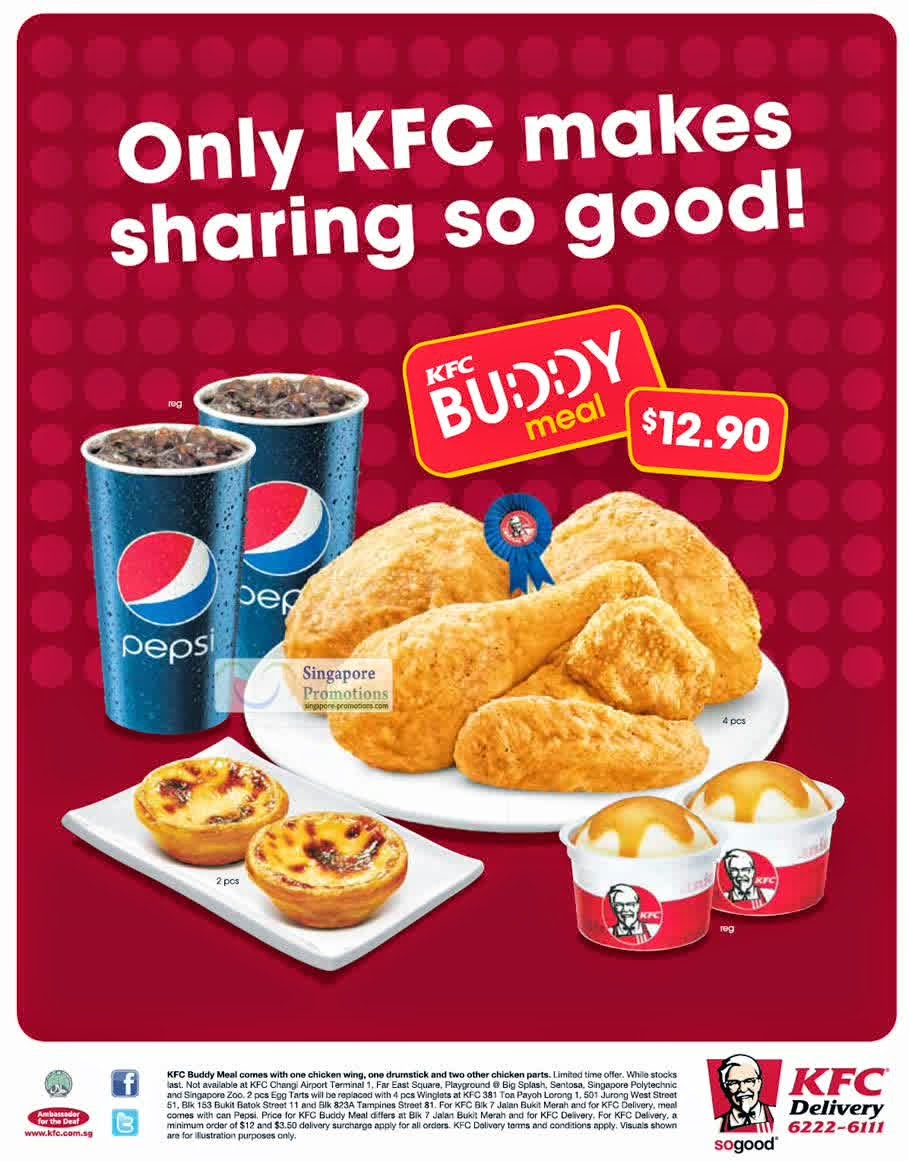 Only KFC makes
sharing so good!
KFC
BUDDY
meal
$12.90
reg
pepsi
pep
Singapore
Promotions
singapore-promotions.com
4 pcs
2 pcs
KFC
KFC
reg
KFC Buddy Meal comes with one chicken wing, one drumstick and two other chicken parts. Limited time offer. While stocks
last. Not available at KFC Changi Airport Terminal 1, Far East Square, Playground @ Big Splash, Sentosa, Singapore Polytechnic
and Singapore Zoo. 2 pcs Egg Tarts will be replaced with 4 pcs Winglets at KFC 381 Toa Payoh Lorong 1, 501 Jurong West Street
51, Blk 153 Bukit Batok Street 11 and Blk 823A Tampines Street 81. For KFC Blk 7 Jalan Bukit Merah and for KFC Delivery, meal
comes with can Pepsi. Price for KFC Buddy Meal differs at Blk 7 Jalan Bukit Merah and for KFC Delivery. For KFC Delivery, a
minimum order of $12 and $3.50 delivery surcharge apply for all orders. KFC Delivery terms and conditions apply. Visuals shown
are for illustration purposes only.
Ambassador
for the Deaf
www.kfc.com.sg
f
t
KFC
sogood®
KFC®
Delivery
6222-6111